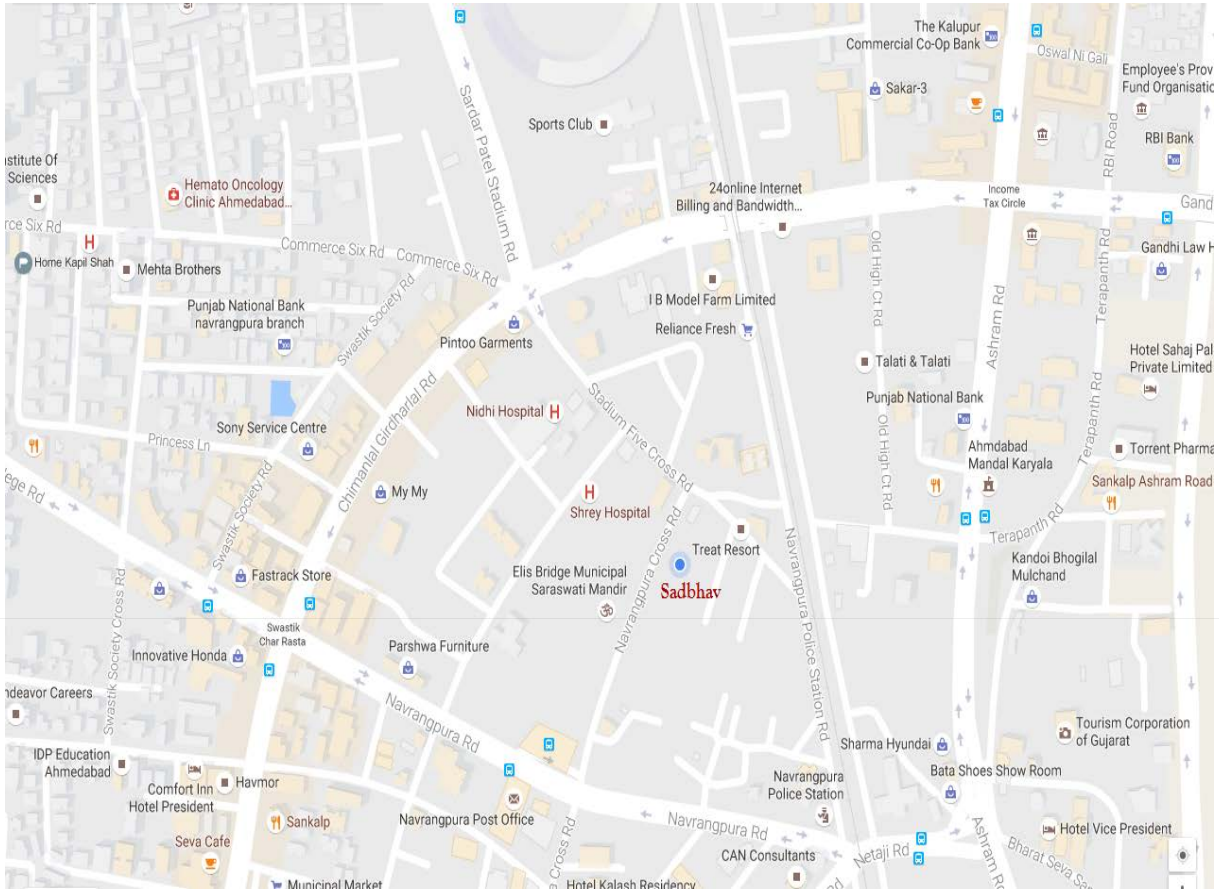 The Kalupur
Commercial Co-Op Bank
Oswal Ni Gali
Employee's Prov
Fund Organisatic
Sardar Patel Stadium Rd
Sakar-3
Sports Club
RBI Road
RBI Bank
stitute Of
Sciences
Hemato Oncology
Clinic Ahmedabad...
24online Internet
Billing and Bandwidth...
Income
Tax Circle
Gand
erce Six Rd
Commerce Six Rd
Commerce Six Rd
Home Kapil Shah
Mehta Brothers
Old High Ct Rd
Terapanth Rd
Gandhi Law H
I B Model Farm Limited
Punjab National Bank
navrangpura branch
Swastik Society Rd
Pintoo Garments
Reliance Fresh
Ashram Rd
Talati & Talati
Hotel Sahaj Pal
Private Limited
Chimanlal Girdharlal Rd
Nidhi Hospital
Stadium Five Cross Rd
Punjab National Bank
Sony Service Centre
Princess Ln
Old High Ct Rd
Ahmdabad
Mandal Karyala
Terapanth Rd
Torrent Pharma
Sankalp Ashram Road
ege Rd
Swastik Society Rd
My My
Shrey Hospital
Navrangpura Cross Rd
Treat Resort
Terapanth Rd
Elis Bridge Municipal
Saraswati Mandir
Sadbhav
Kandoi Bhogilal
Mulchand
Fastrack Store
Swastik Society Cross Rd
Swastik
Char Rasta
Innovative Honda
Parshwa Furniture
Navrangpura Police Station Rd
ndeavor Careers
Navrangpura Rd
Tourism Corporation
of Gujarat
Sharma Hyundai
IDP Education
Ahmedabad
Comfort Inn
Hotel President
Havmor
Navrangpura
Police Station
Bata Shoes Show Room
Navrangpura Post Office
Sankalp
Seva Cafe
Navrangpura Rd
Hotel Vice President
Ashram Rd
Netaji Rd
CAN Consultants
Bharat Seva Sa
a Cross Rd
Municipal Market
Hotel Kalash Residency